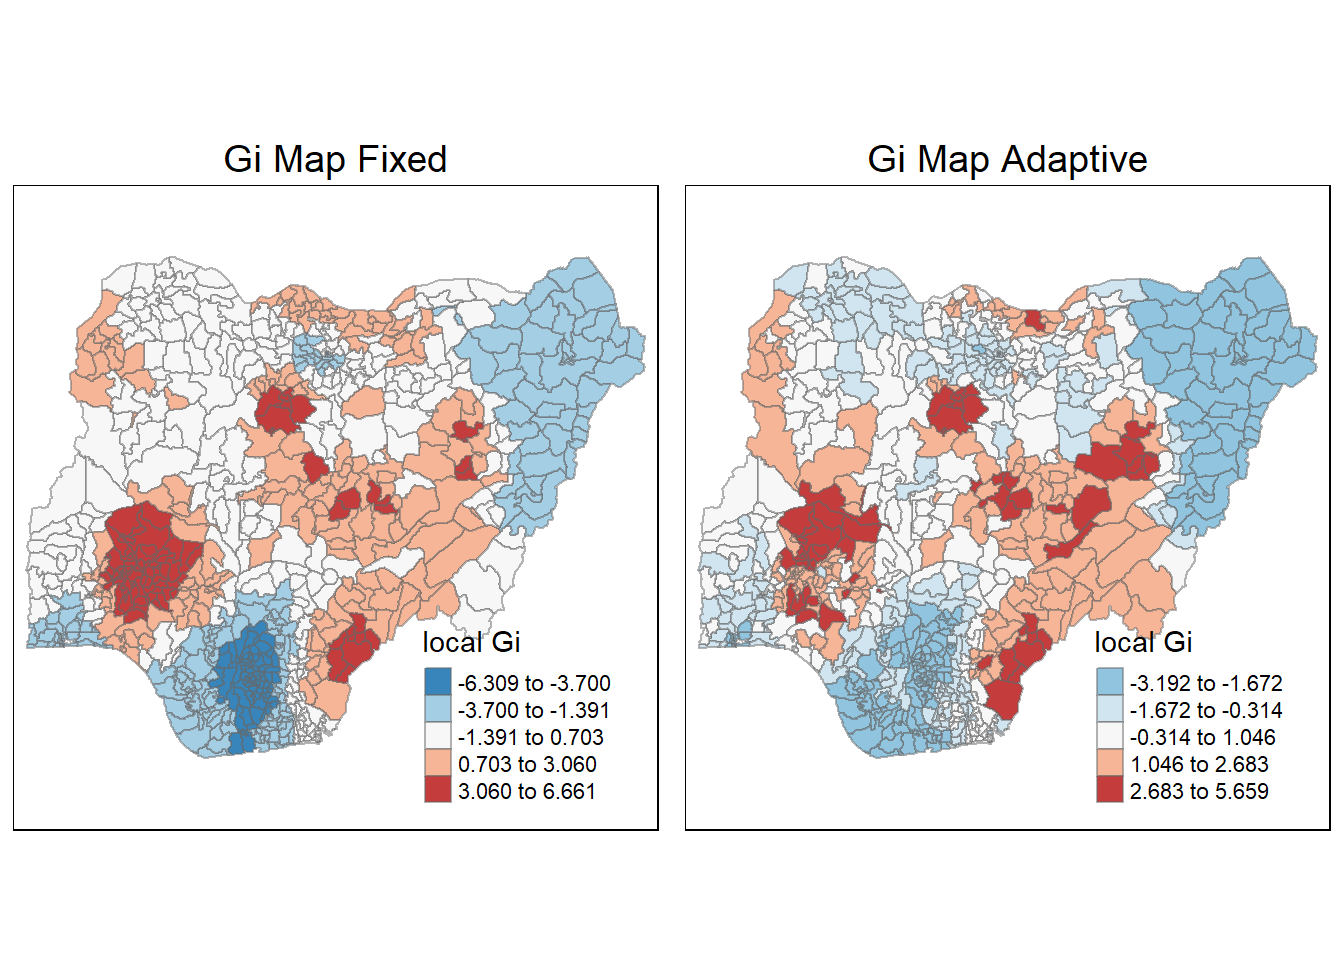 Gi Map Fixed
local Gi
-6.309 to -3.700
-3.700 to -1.391
-1.391 to 0.703
0.703 to 3.060
3.060 to 6.661
Gi Map Adaptive
local Gi
-3.192 to -1.672
-1.672 to -0.314
-0.314 to 1.046
1.046 to 2.683
2.683 to 5.659